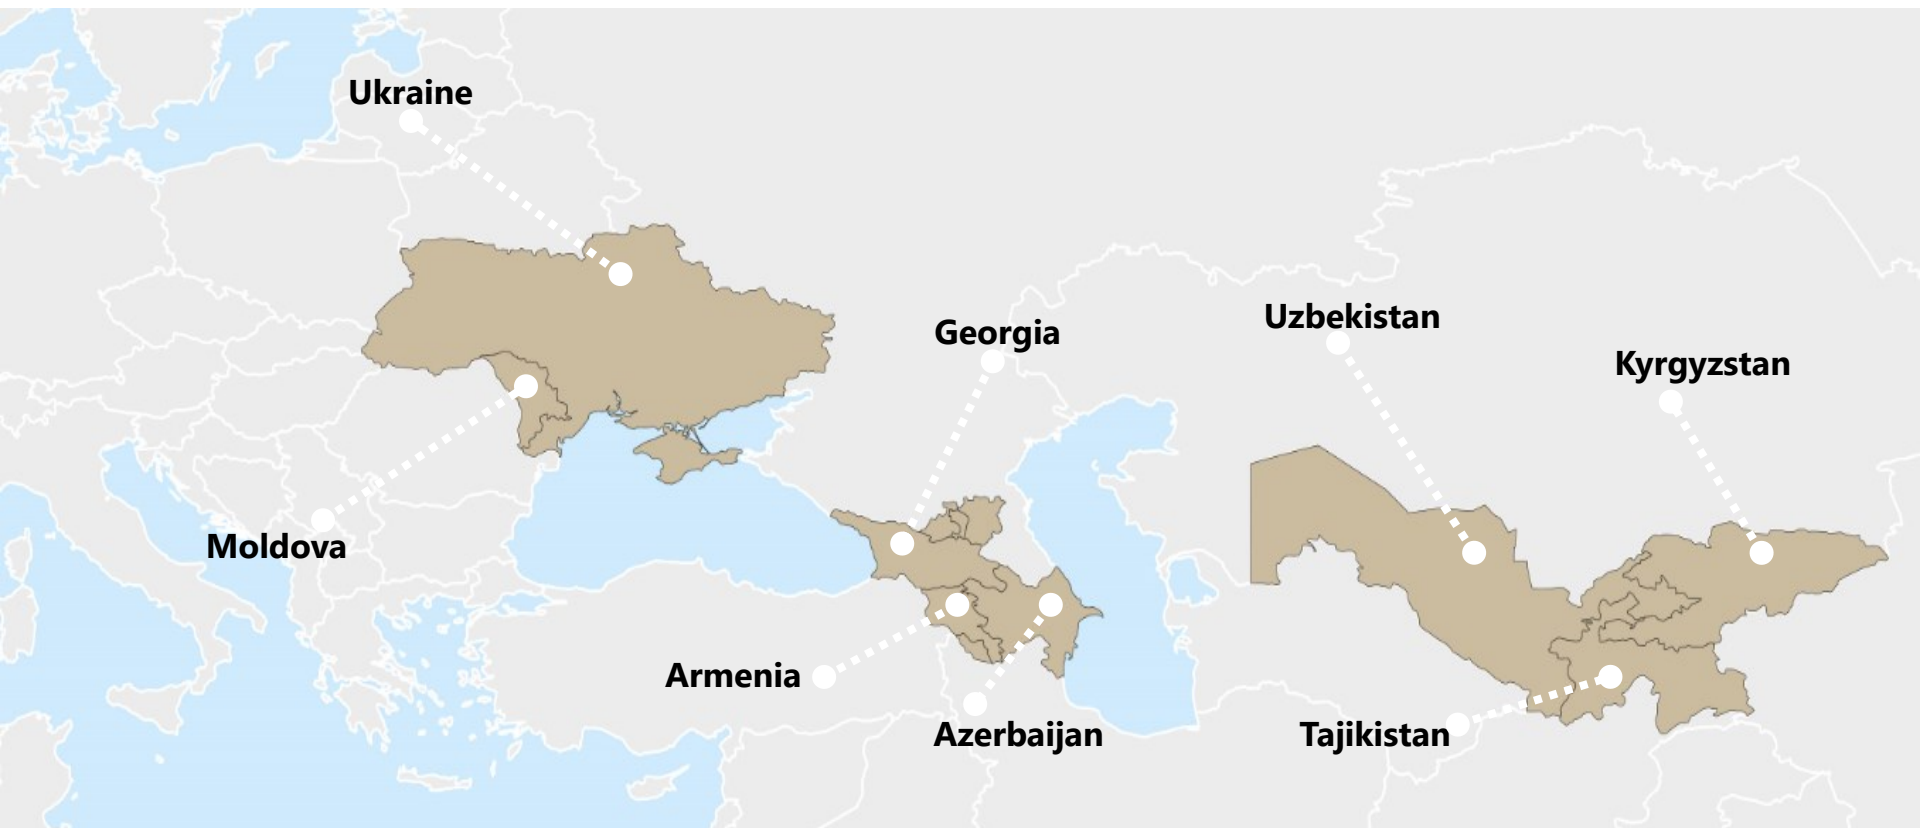 Ukraine
Georgia
Uzbekistan
Kyrgyzstan
Moldova
Armenia
Azerbaijan
Tajikistan